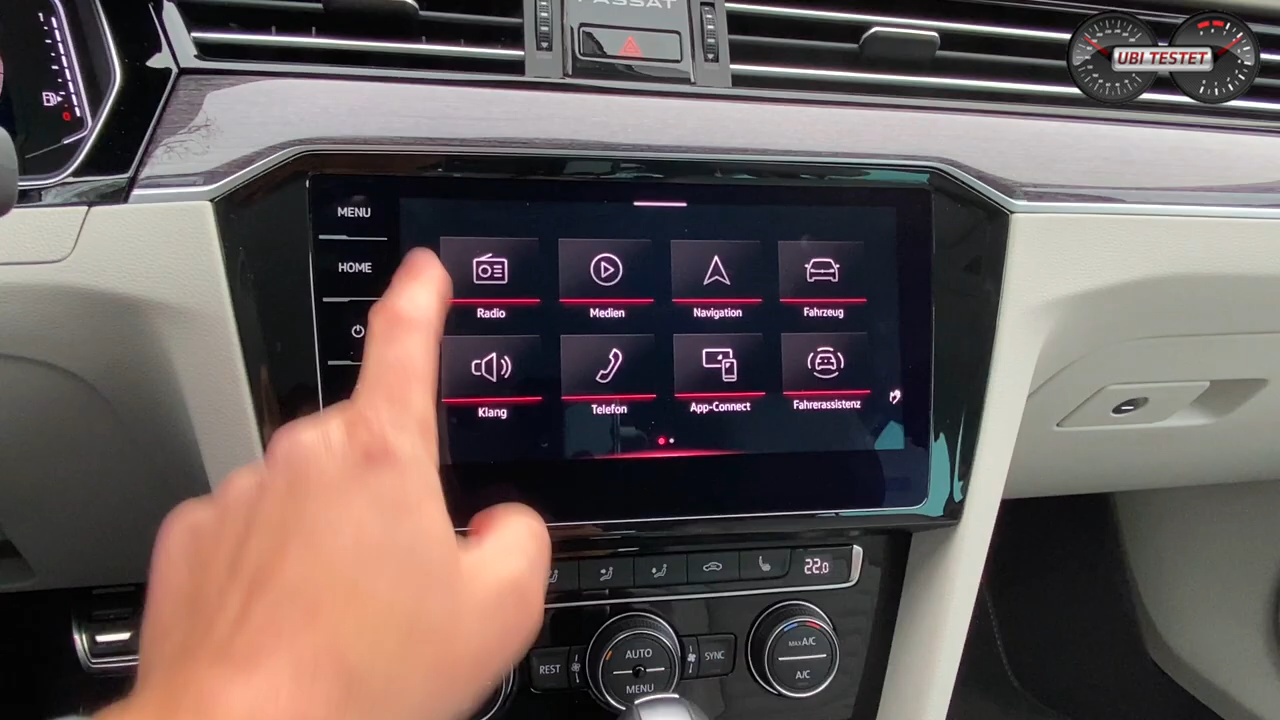 PASSAT
UBI TESTET
0
MENU
HOME
Radio
Medien
Navigation
Fahrzeug
Klang
Telefon
App-Connect
Fahrerassistenz
22.0
REST
AUTO
MENU
SYNC
MAX A/C
A/C